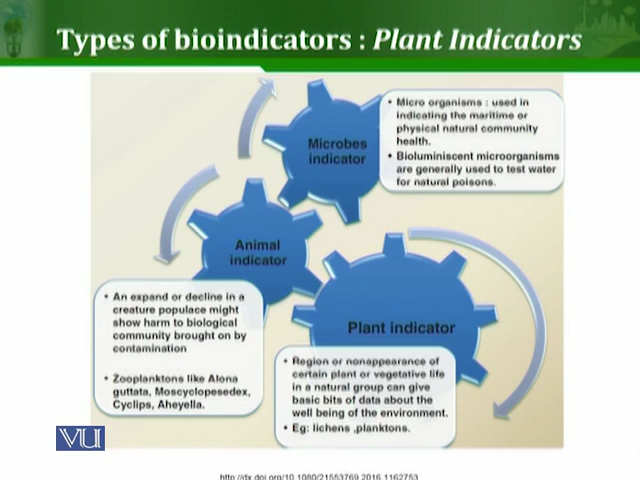 Types of bioindicators : Plant Indicators
Microbes
indicator
• Micro organisms : used in
indicating the maritime or
physical natural community
health.
• Bioluminiscent microorganisms
are generally used to test water
for natural poisons.
Animal
indicator
• An expand or decline in a
creature populace might
show harm to biological
community brought on by
contamination
• Zooplanktons like Alona
guttata, Moscyclopesedex,
Cyclips, Aheyella.
Plant indicator
• Region or nonappearance of
certain plant or vegetative life
in a natural group can give
basic bits of data about the
well being of the environment.
• Eg: lichens ,planktons.
VU
http://dx.doi.org/10.1080/21553769.2016.1162753